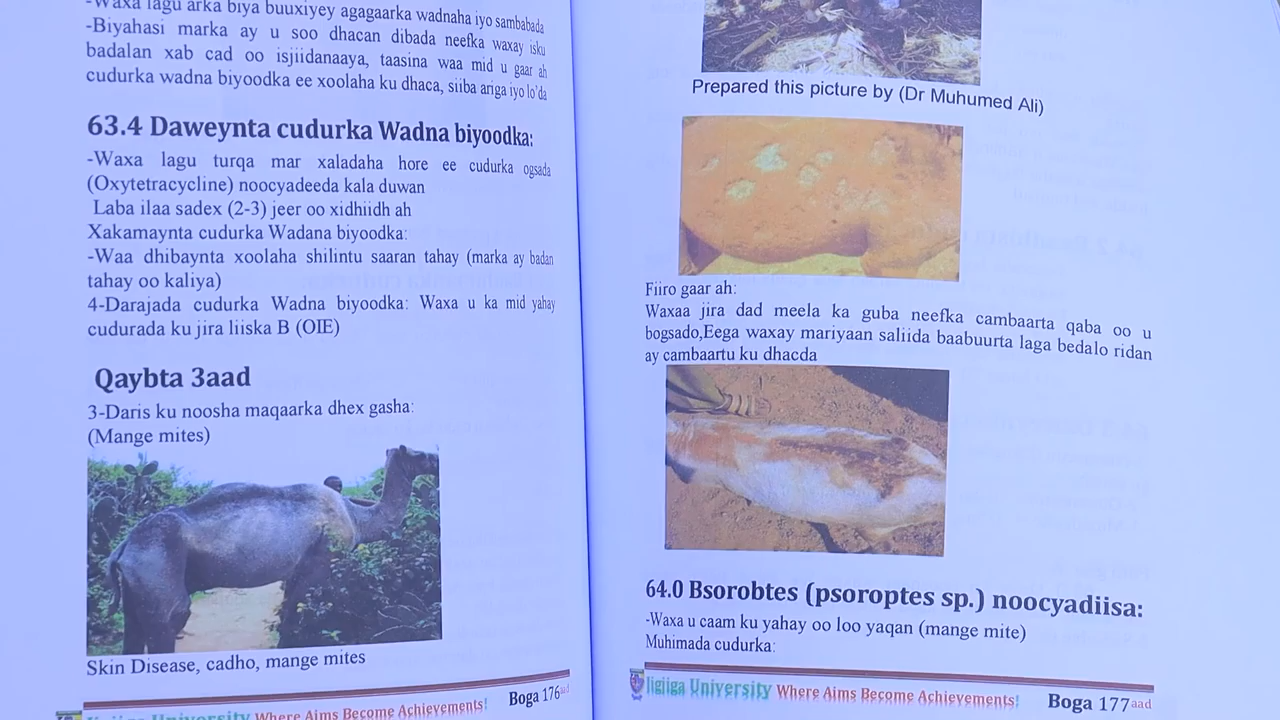 -Waxa lagu arka biya buuxiyey agagaarka wadnaha iyo sambabada
-Biyahasi marka ay u soo dhacan dibada neefka waxay isku
badalan xab cad oo isjiidanaaya, taasina waa mid u gaar ah
cudurka wadna biyoodka ee xoolaha ku dhaca, siiba ariga iyo lo'da
63.4 Daweynta cudurka Wadna biyoodka:
-Waxa lagu turqa mar xaladaha hore ee cudurka ogsada
(Oxytetracycline) noocyadeeda kala duwan
Laba ilaa sadex (2-3) jeer oo xidhiidh ah
Xakamaynta cudurka Wadana biyoodka:
-Waa dhibaynta xoolaha shilintu saaran tahay (marka ay badan
tahay oo kaliya)
4-Darajada cudurka Wadna biyoodka: Waxa u ka mid yahay
cudurada ku jira liiska B (OIE)
Qaybta 3aad
3-Daris ku noosha maqaarka dhex gasha:
(Mange mites)
Skin Disease, cadho, mange mites
University Where Aims Become Achievements! Boga 176aad
Prepared this picture by (Dr Muhumed Ali)
Fiiro gaar ah:
Waxaa jira dad meela ka guba neefka cambaarta qaba oo u
bogsado,Eega waxay mariyaan saliida baabuurta laga bedalo ridan
ay cambaartu ku dhacda
64.0 Bsorobtes (psoroptes sp.) noocyadiisa:
-Waxa u caam ku yahay oo loo yaqan (mange mite)
Muhimada cudurka:
University Where Aims Become Achievements! Boga 177aad